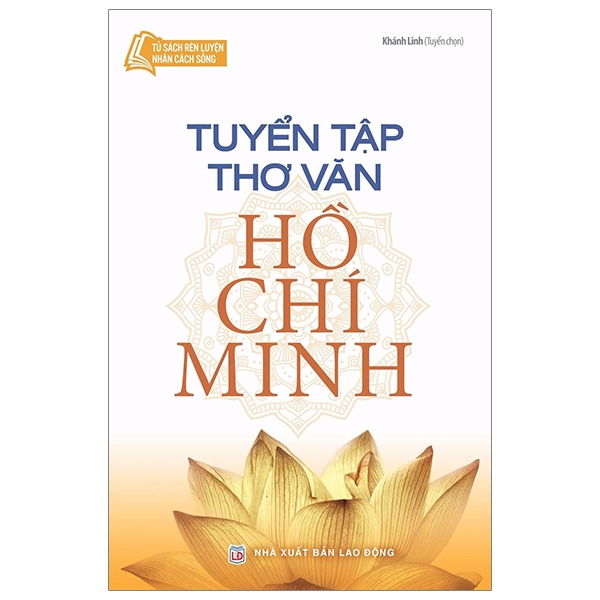 TỦ SÁCH RÈN LUYỆN
NHÂN CÁCH SỐNG
Khánh Linh (Tuyển chọn)
TUYỂN TẬP
THƠ VĂN
HỒ
CHÍ
MINH
LĐ
NHÀ XUẤT BẢN LAO ĐỘNG